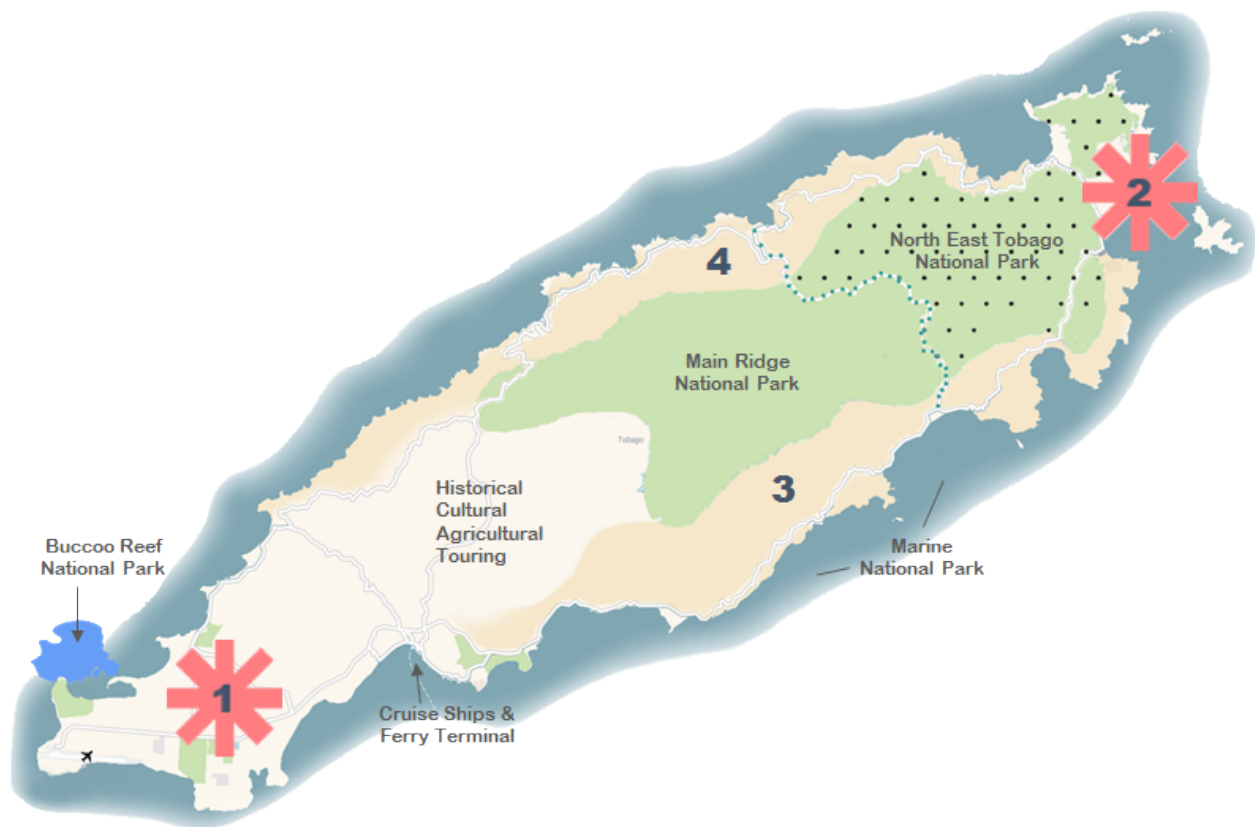 2
North East Tobago
National Park
4
Main Ridge
National Park
Tobago
3
Historical
Cultural
Agricultural
Touring
Buccoo Reef
National Park
Marine
National Park
1
Cruise Ships &
Ferry Terminal